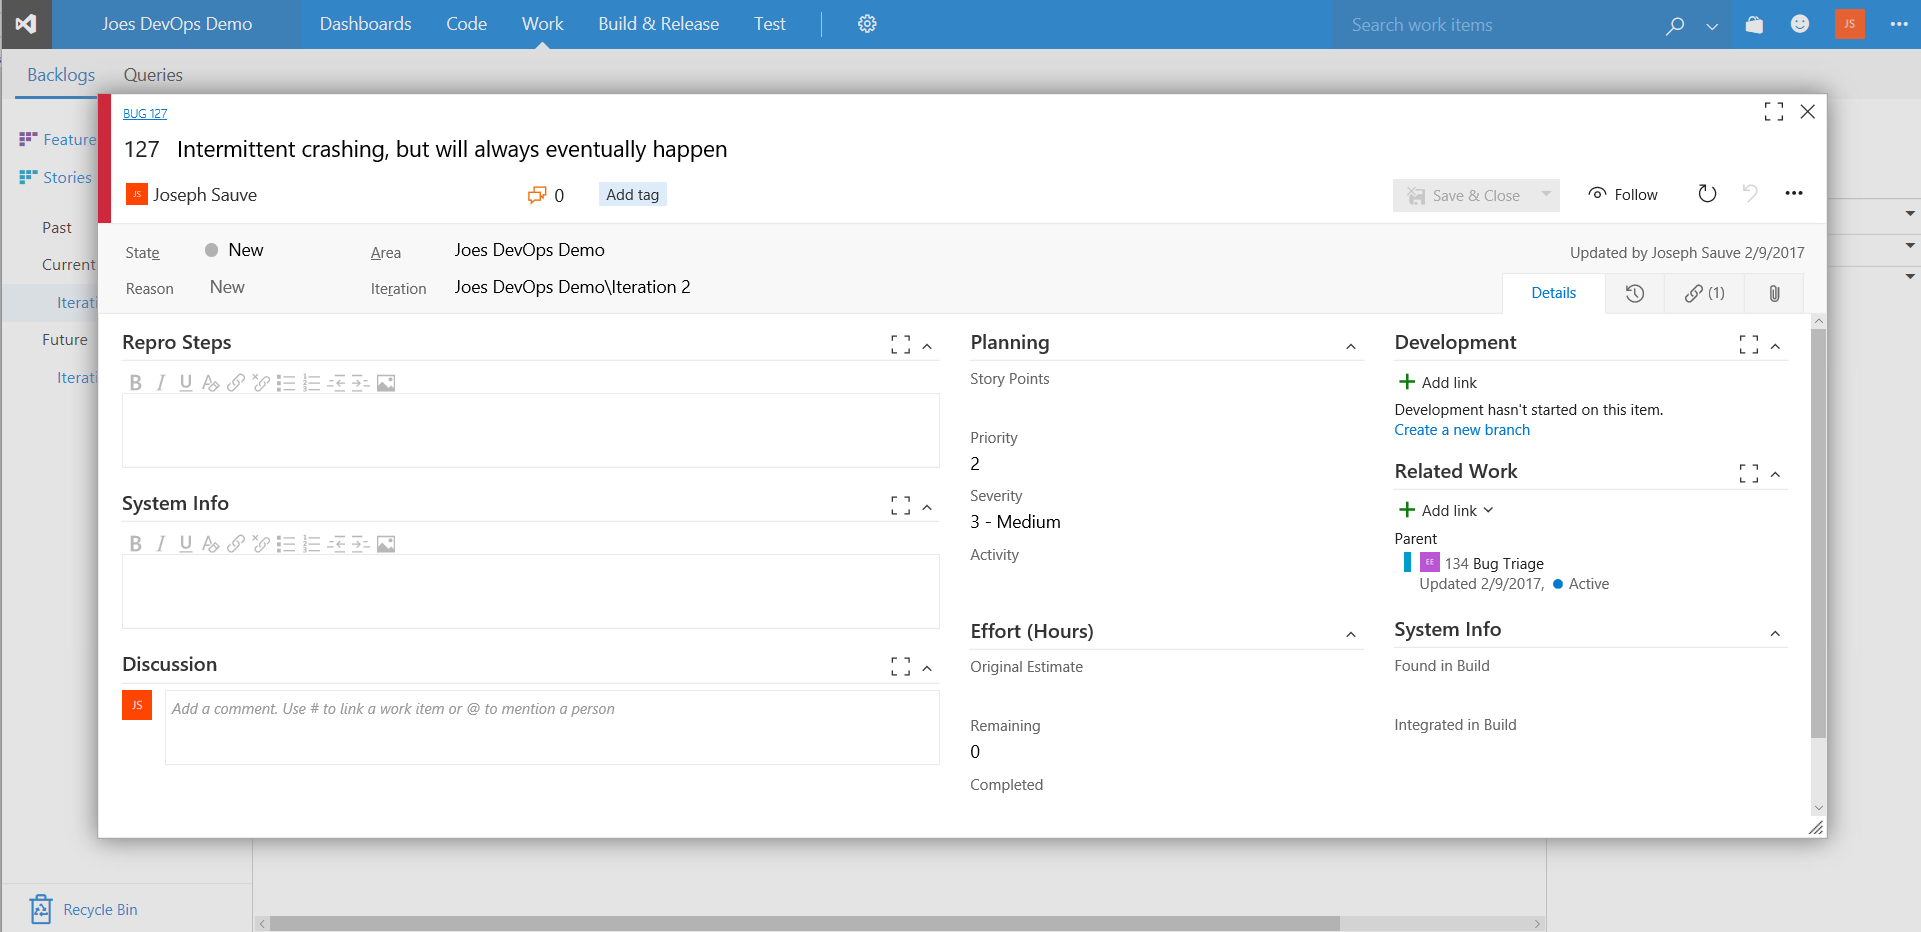 Joes DevOps Demo
Dashboards
Code
Work
Build & Release
Test
Search work items
JS
Backlogs
Queries
Feature
Stories
Past
Current
Iterati
Future
Iterati
Recycle Bin
BUG 127
127 Intermittent crashing, but will always eventually happen
JS Joseph Sauve
0
Add tag
Save & Close
Follow
State
New
Area
Joes DevOps Demo
Updated by Joseph Sauve 2/9/2017
Reason
New
Iteration
Joes DevOps Demo\Iteration 2
Details
(1)
Repro Steps
B I U
System Info
B I U
Discussion
JS
Add a comment. Use # to link a work item or @ to mention a person
Planning
Story Points
Priority
2
Severity
3 - Medium
Activity
Effort (Hours)
Original Estimate
Remaining
0
Completed
Development
Add link
Development hasn't started on this item.
Create a new branch
Related Work
Add link
Parent
EE 134 Bug Triage
Updated 2/9/2017, Active
System Info
Found in Build
Integrated in Build